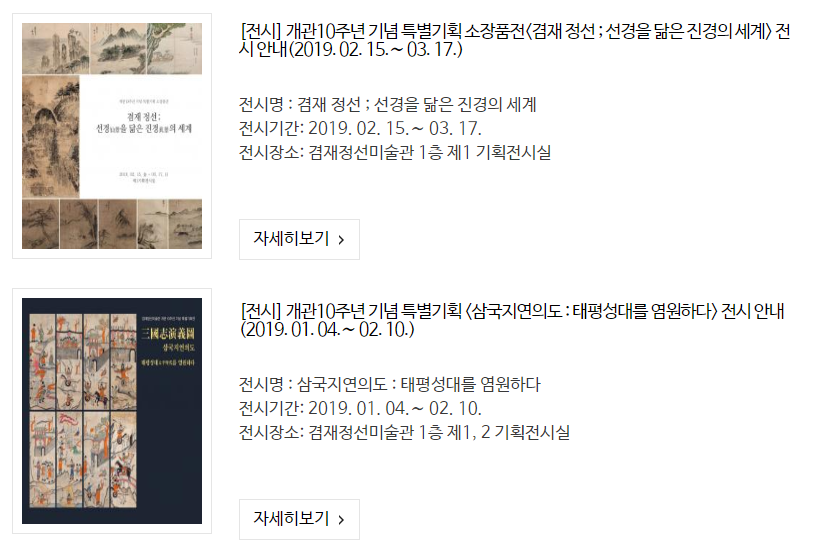 [전시] 개관10주년 기념 특별기획 소장품전<겸재 정선 ; 선경을 닮은 진경의 세계> 전
시 안내(2019. 02. 15.~ 03. 17.)
전시명 : 겸재 정선 ; 선경을 닮은 진경의 세계
전시기간: 2019. 02. 15.~ 03. 17.
전시장소: 겸재정선미술관 1층 제1 기획전시실
자세히보기 >
겸재 정선:
선경仙境을 닮은 진경眞景의 세계
[전시] 개관10주년 기념 특별기획 <삼국지연의도 : 태평성대를 염원하다> 전시 안내
(2019. 01. 04.~ 02. 10.)
전시명 : 삼국지연의도 : 태평성대를 염원하다
전시기간: 2019. 01. 04.~ 02. 10.
전시장소: 겸재정선미술관 1층 제1, 2 기획전시실
자세히보기 >
三國志演義圖
삼국지연의도